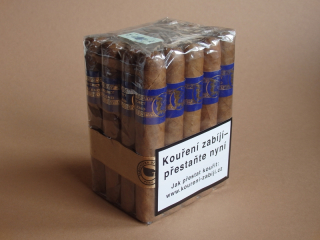 Kouření zabíjí–
přestaňte nyní
Jak přestat kouřit:
www.koureni-zabiji.cz